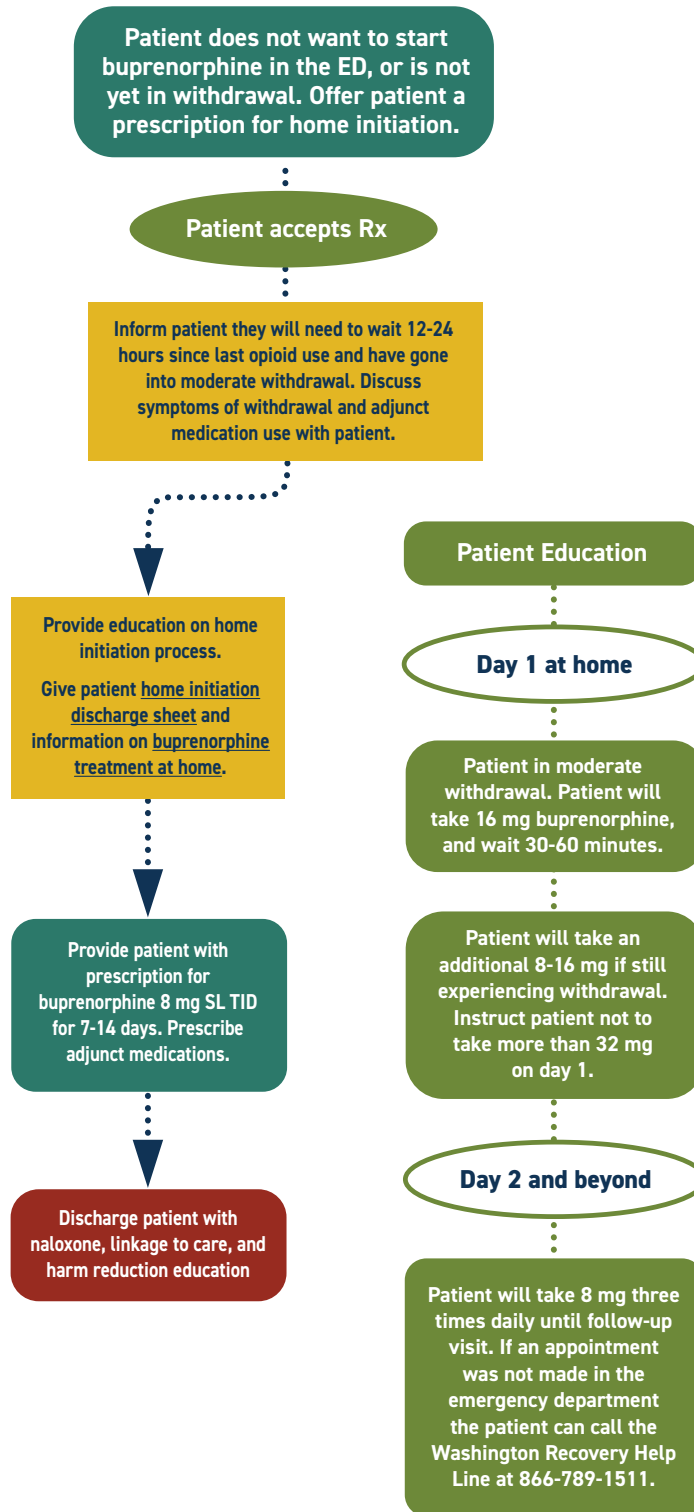 Patient does not want to start
buprenorphine in the ED, or is not
yet in withdrawal. Offer patient a
prescription for home initiation.
Patient accepts Rx
Inform patient they will need to wait 12-24
hours since last opioid use and have gone
into moderate withdrawal. Discuss
symptoms of withdrawal and adjunct
medication use with patient.
Provide education on home
initiation process.
Give patient home initiation
discharge sheet and
information on buprenorphine
treatment at home.
Provide patient with
prescription for
buprenorphine 8 mg SL TID
for 7-14 days. Prescribe
adjunct medications.
Discharge patient with
naloxone, linkage to care, and
harm reduction education
Patient Education
Day 1 at home
Patient in moderate
withdrawal. Patient will
take 16 mg buprenorphine,
and wait 30-60 minutes.
Patient will take an
additional 8-16 mg if still
experiencing withdrawal.
Instruct patient not to
take more than 32 mg
on day 1.
Day 2 and beyond
Patient will take 8 mg three
times daily until follow-up
visit. If an appointment
was not made in the
emergency department
the patient can call the
Washington Recovery Help
Line at 866-789-1511.